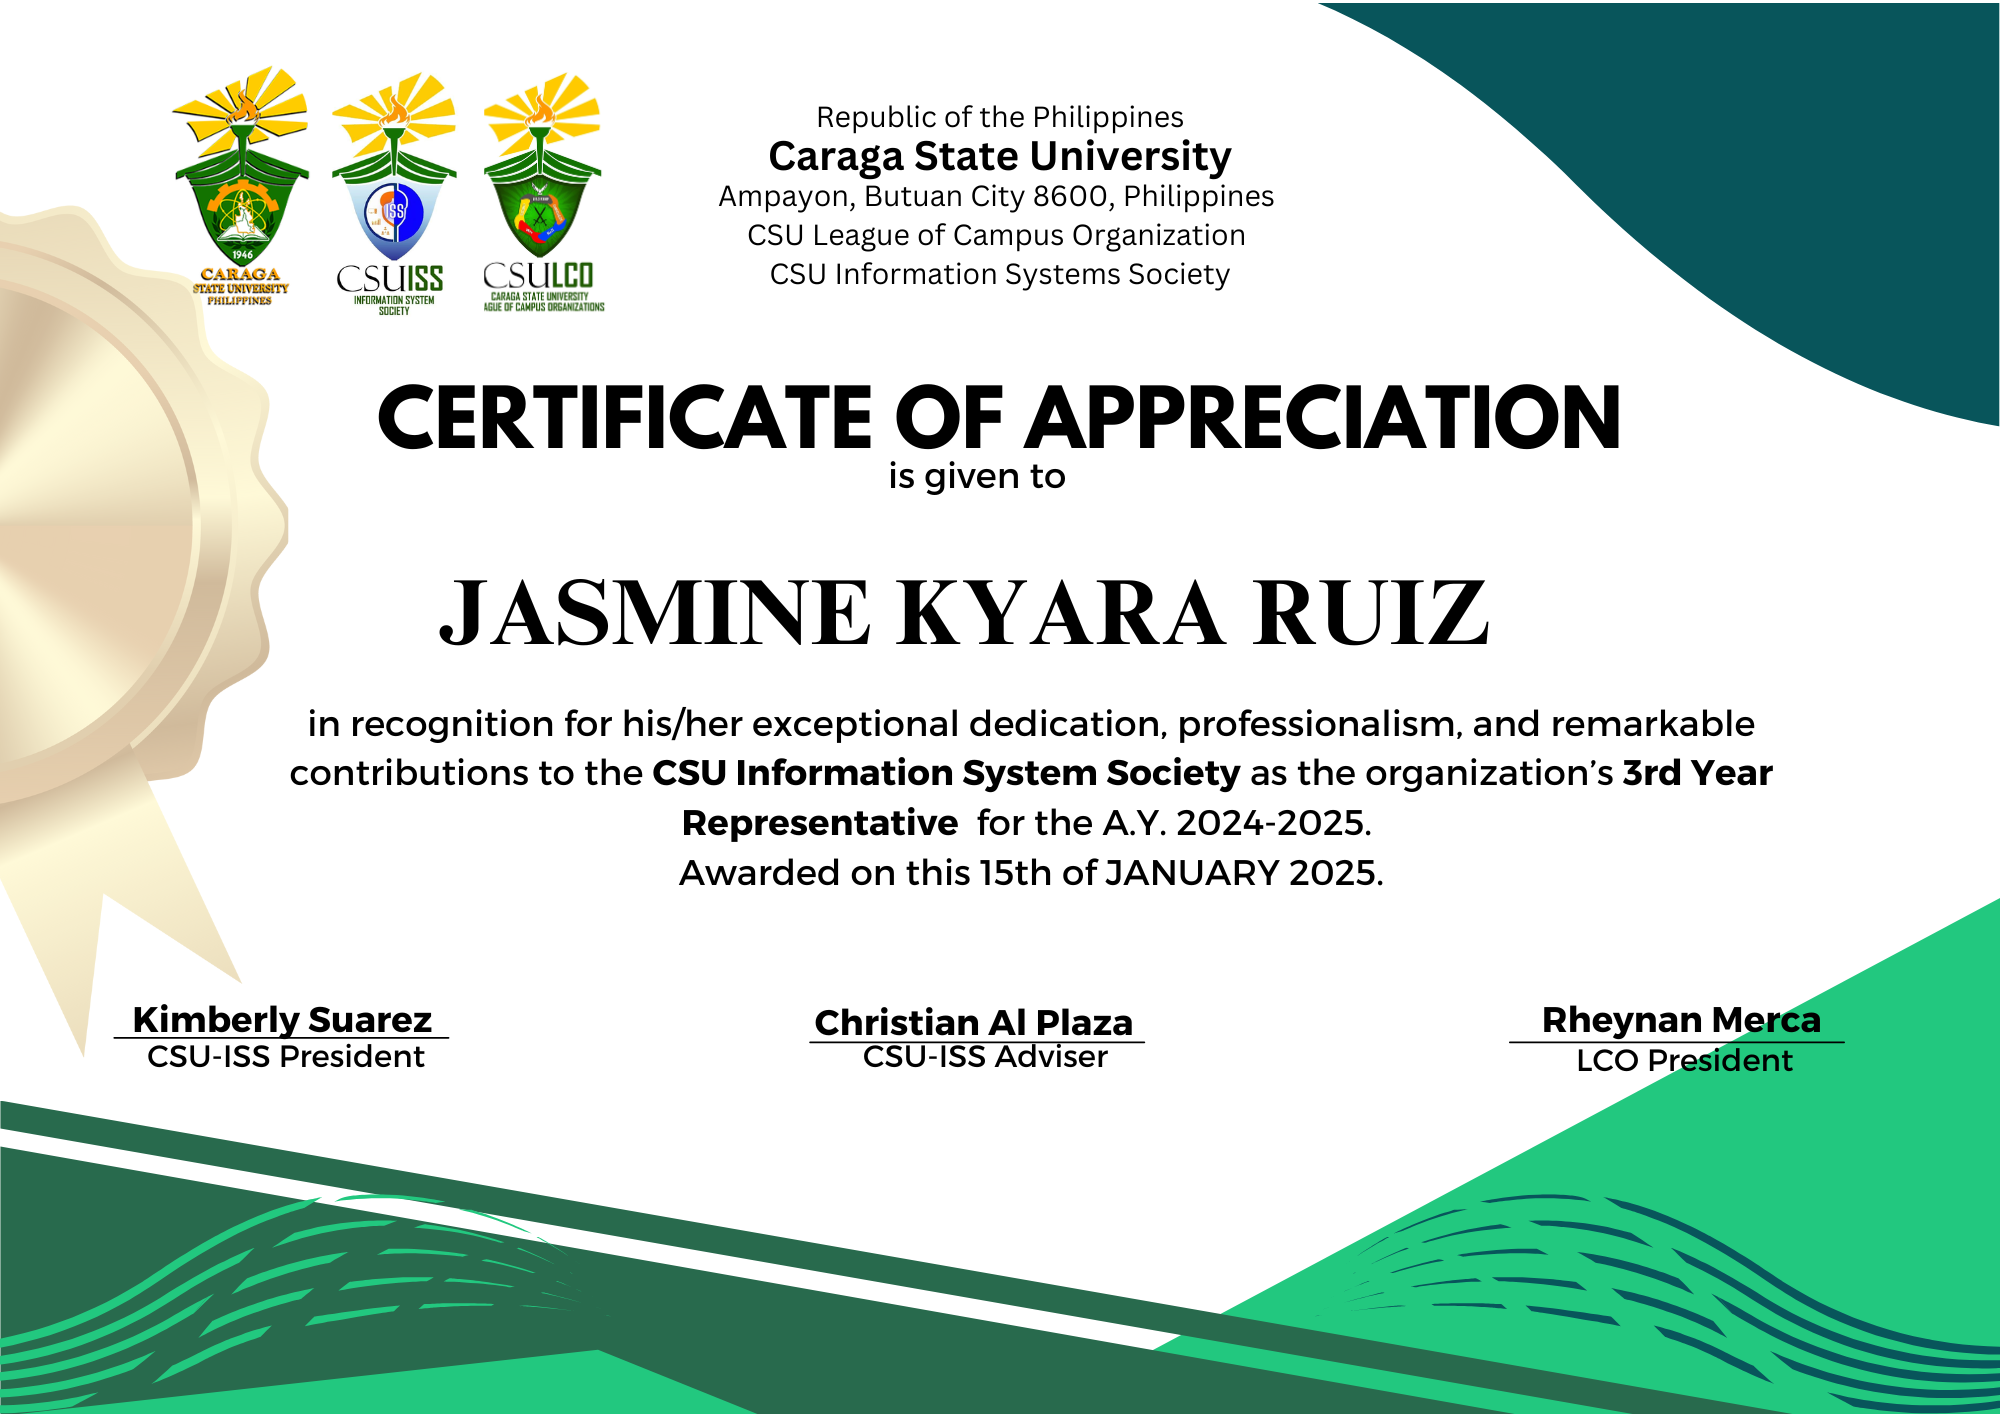 1946
CARAGA
STATE UNIVERSITY
PHILIPPINES
ISS
CSUISS
INFORMATION SYSTEM
SOCIETY
CSULCO
CARAGA STATE UNIVERSITY
AGUE OF CAMPUS ORGANIZATIONS
Republic of the Philippines
Caraga State University
Ampayon, Butuan City 8600, Philippines
CSU League of Campus Organization
CSU Information Systems Society
CERTIFICATE OF APPRECIATION
is given to
JASMINE KYARA RUIZ
in recognition for his/her exceptional dedication, professionalism, and remarkable
contributions to the CSU Information System Society as the organization’s 3rd Year
Representative for the A.Y. 2024-2025.
Awarded on this 15th of JANUARY 2025.
Kimberly Suarez
CSU-ISS President
Christian Al Plaza
CSU-ISS Adviser
Rheynan Merca
LCO President